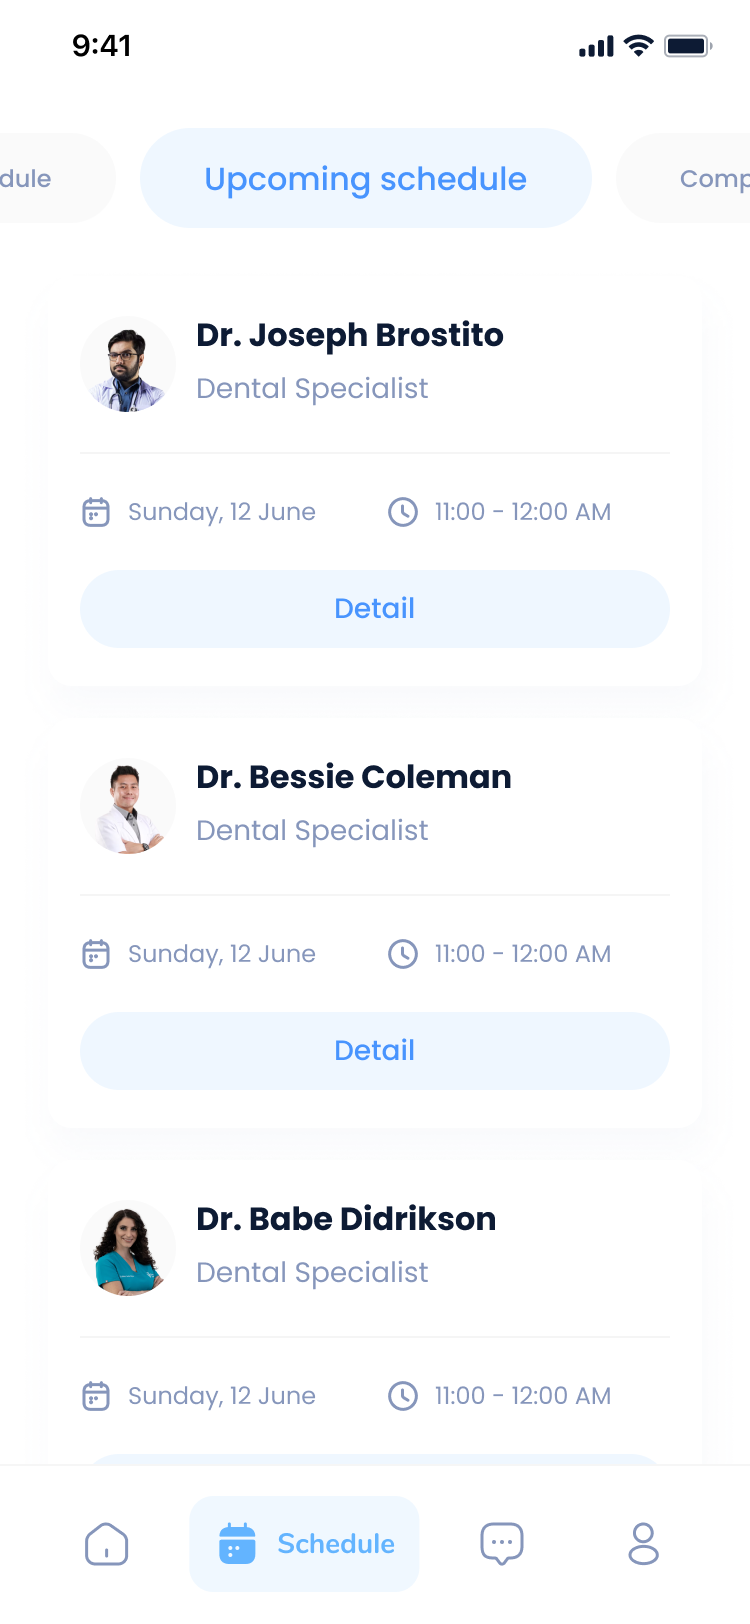 9:41
dule
Upcoming schedule
Comp
Dr. Joseph Brostito
Dental Specialist
Sunday, 12 June
11:00 - 12:00 AM
Detail
Dr. Bessie Coleman
Dental Specialist
Sunday, 12 June
11:00 - 12:00 AM
Detail
Dr. Babe Didrikson
Dental Specialist
Sunday, 12 June
11:00 - 12:00 AM
Schedule